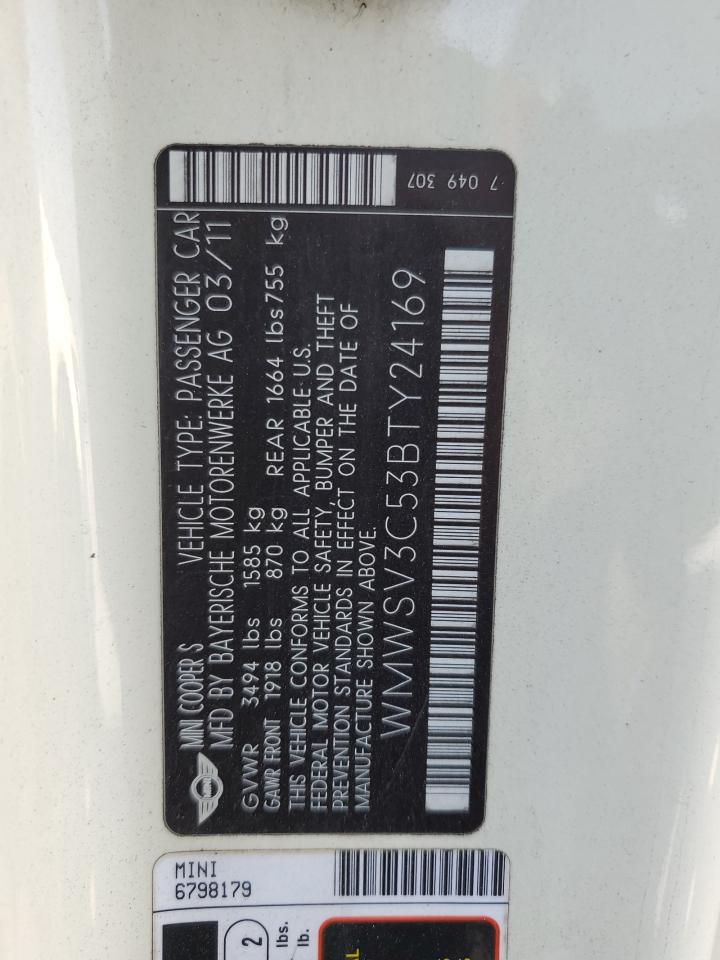 MINI COOPER S VEHICLE TYPE: PASSENGER CAR
MFD BY BAYERISCHE MOTORENWERKE AG 03/11
GVWR 3494 lbs 1585 kg
GAWR FRONT 1918 lbs 870 kg REAR 1664 lbs 755 kg
THIS VEHICLE CONFORMS TO ALL APPLICABLE U.S.
FEDERAL MOTOR VEHICLE SAFETY, BUMPER AND THEFT
PREVENTION STANDARDS IN EFFECT ON THE DATE OF
MANUFACTURE SHOWN ABOVE.
WMWSV3C53BTY24169
7 049 307
MINI
6798179
2
lbs.
lb.